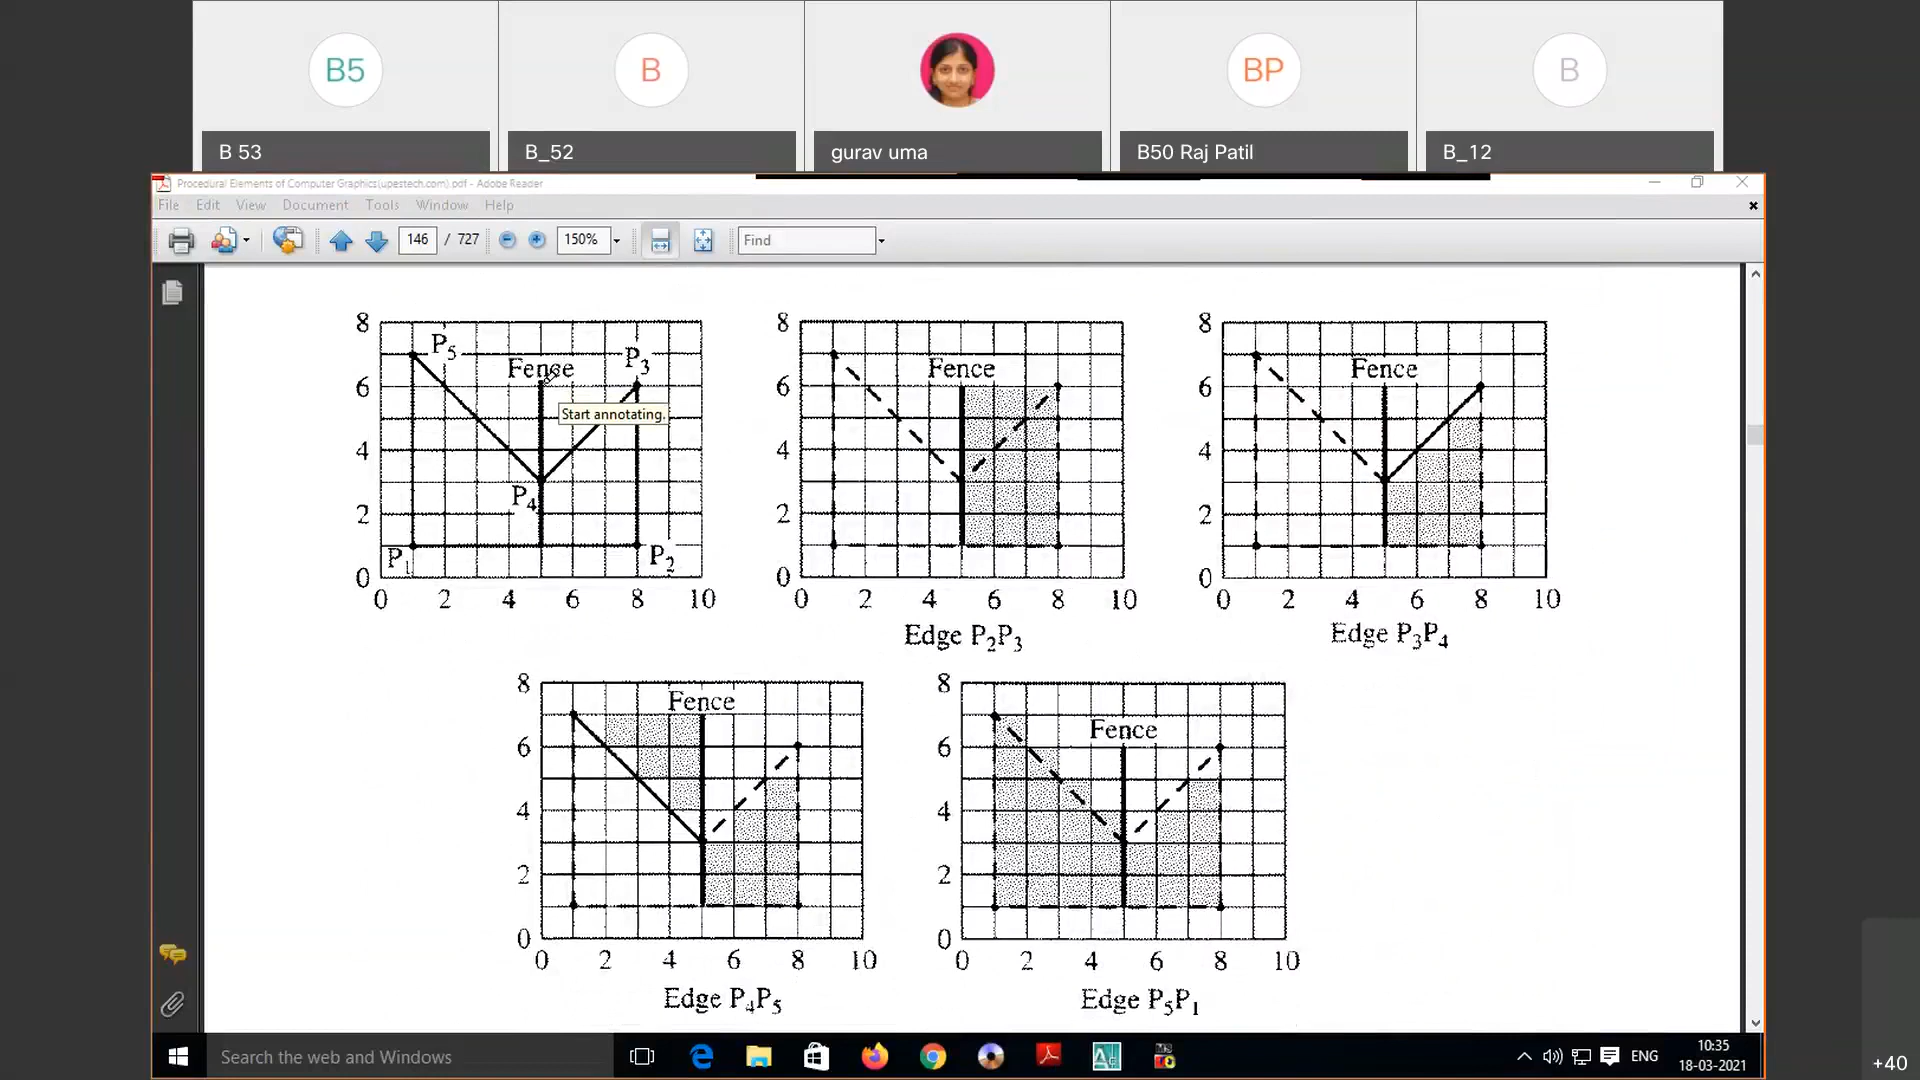 B5
B
BP
B
B 53
B_52
gurav uma
B50 Raj Patil
B_12
Procedural Elements of Computer Graphics(upestech.com).pdf - Adobe Reader
File Edit View Document Tools Window Help
146 / 727 150% Find
8
6
4
2
0
0 2 4 6 8 10
P5
Fence
P3
Start annotating.
P4
P1
P2
8
6
4
2
0
0 2 4 6 8 10
Fence
Edge P2P3
8
6
4
2
0
0 2 4 6 8 10
Fence
Edge P3P4
8
6
4
2
0
0 2 4 6 8 10
Fence
Edge P4P5
8
6
4
2
0
0 2 4 6 8 10
Fence
Edge P5P1
Search the web and Windows
ENG
10:35
18-03-2021
+40